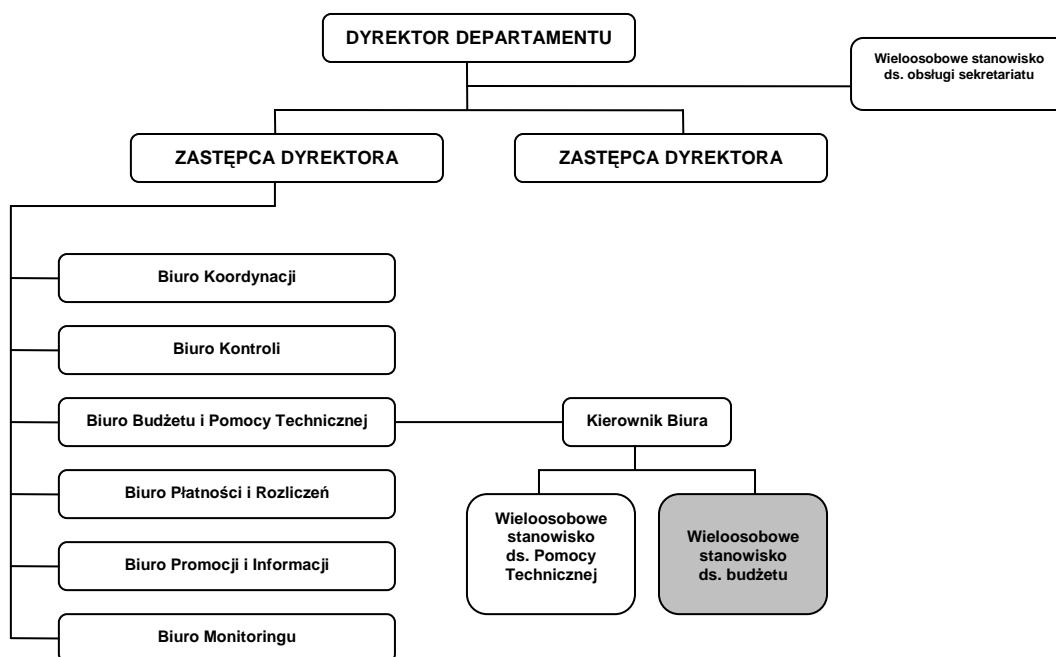 DYREKTOR DEPARTAMENTU
Wieloosobowe stanowisko
ds. obsługi sekretariatu
ZASTĘPCA DYREKTORA
ZASTĘPCA DYREKTORA
Biuro Koordynacji
Biuro Kontroli
Biuro Budżetu i Pomocy Technicznej
Kierownik Biura
Biuro Płatności i Rozliczeń
Wieloosobowe
stanowisko
ds. Pomocy
Technicznej
Wieloosobowe
stanowisko
ds. budżetu
Biuro Promocji i Informacji
Biuro Monitoringu